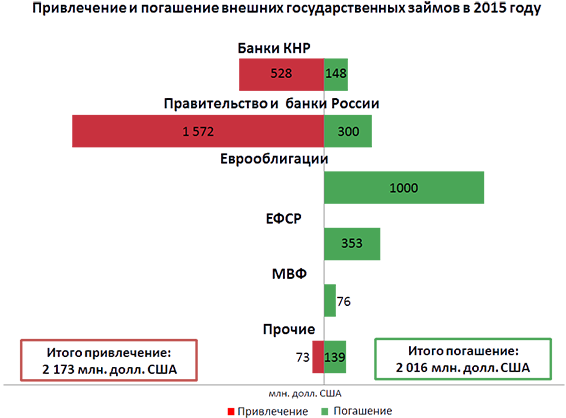 Привлечение и погашение внешних государственных займов в 2015 году
Банки КНР
528 148
Правительство и банки России
1 572 300
Еврооблигации
1000
ЕФСР
353
МВФ
76
Прочие
73 139
Итого привлечение:
2 173 млн. долл. США
Итого погашение:
2 016 млн. долл. США
млн. долл. США
Привлечение Погашение